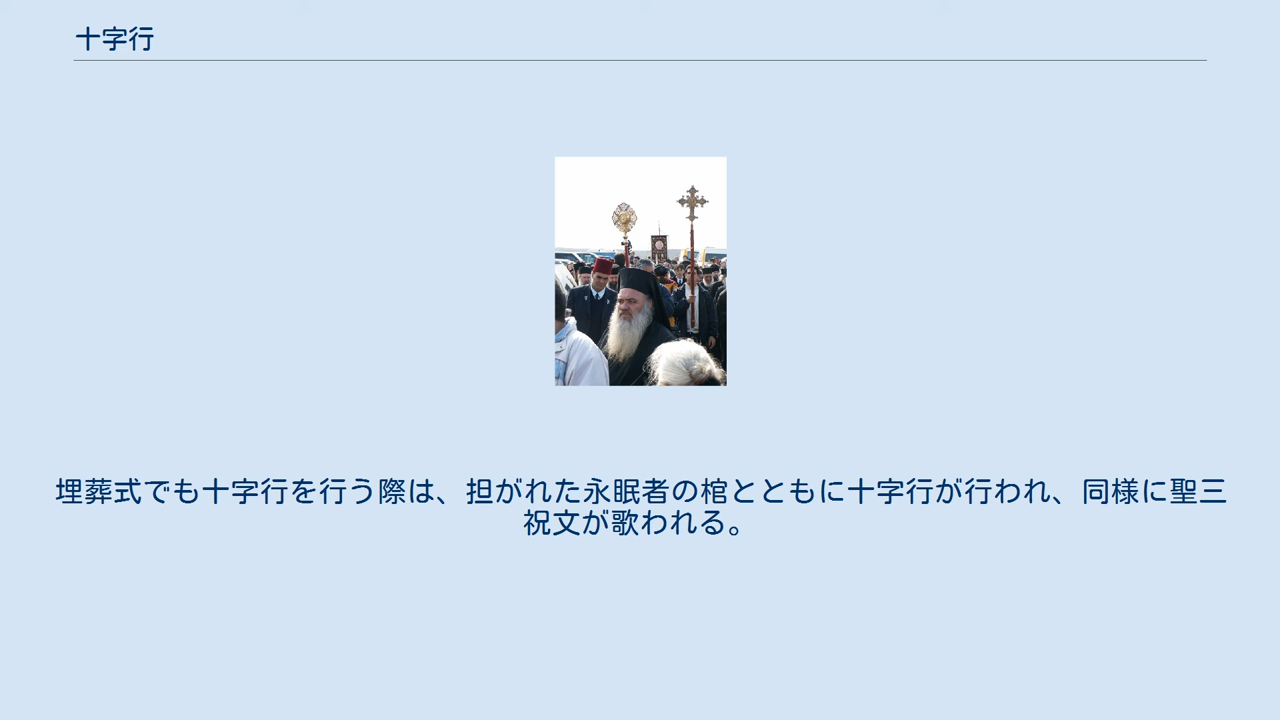 十字行
埋葬式でも十字行を行う際は、担がれた永眠者の棺とともに十字行が行われ、同様に聖三
祝文が歌われる。